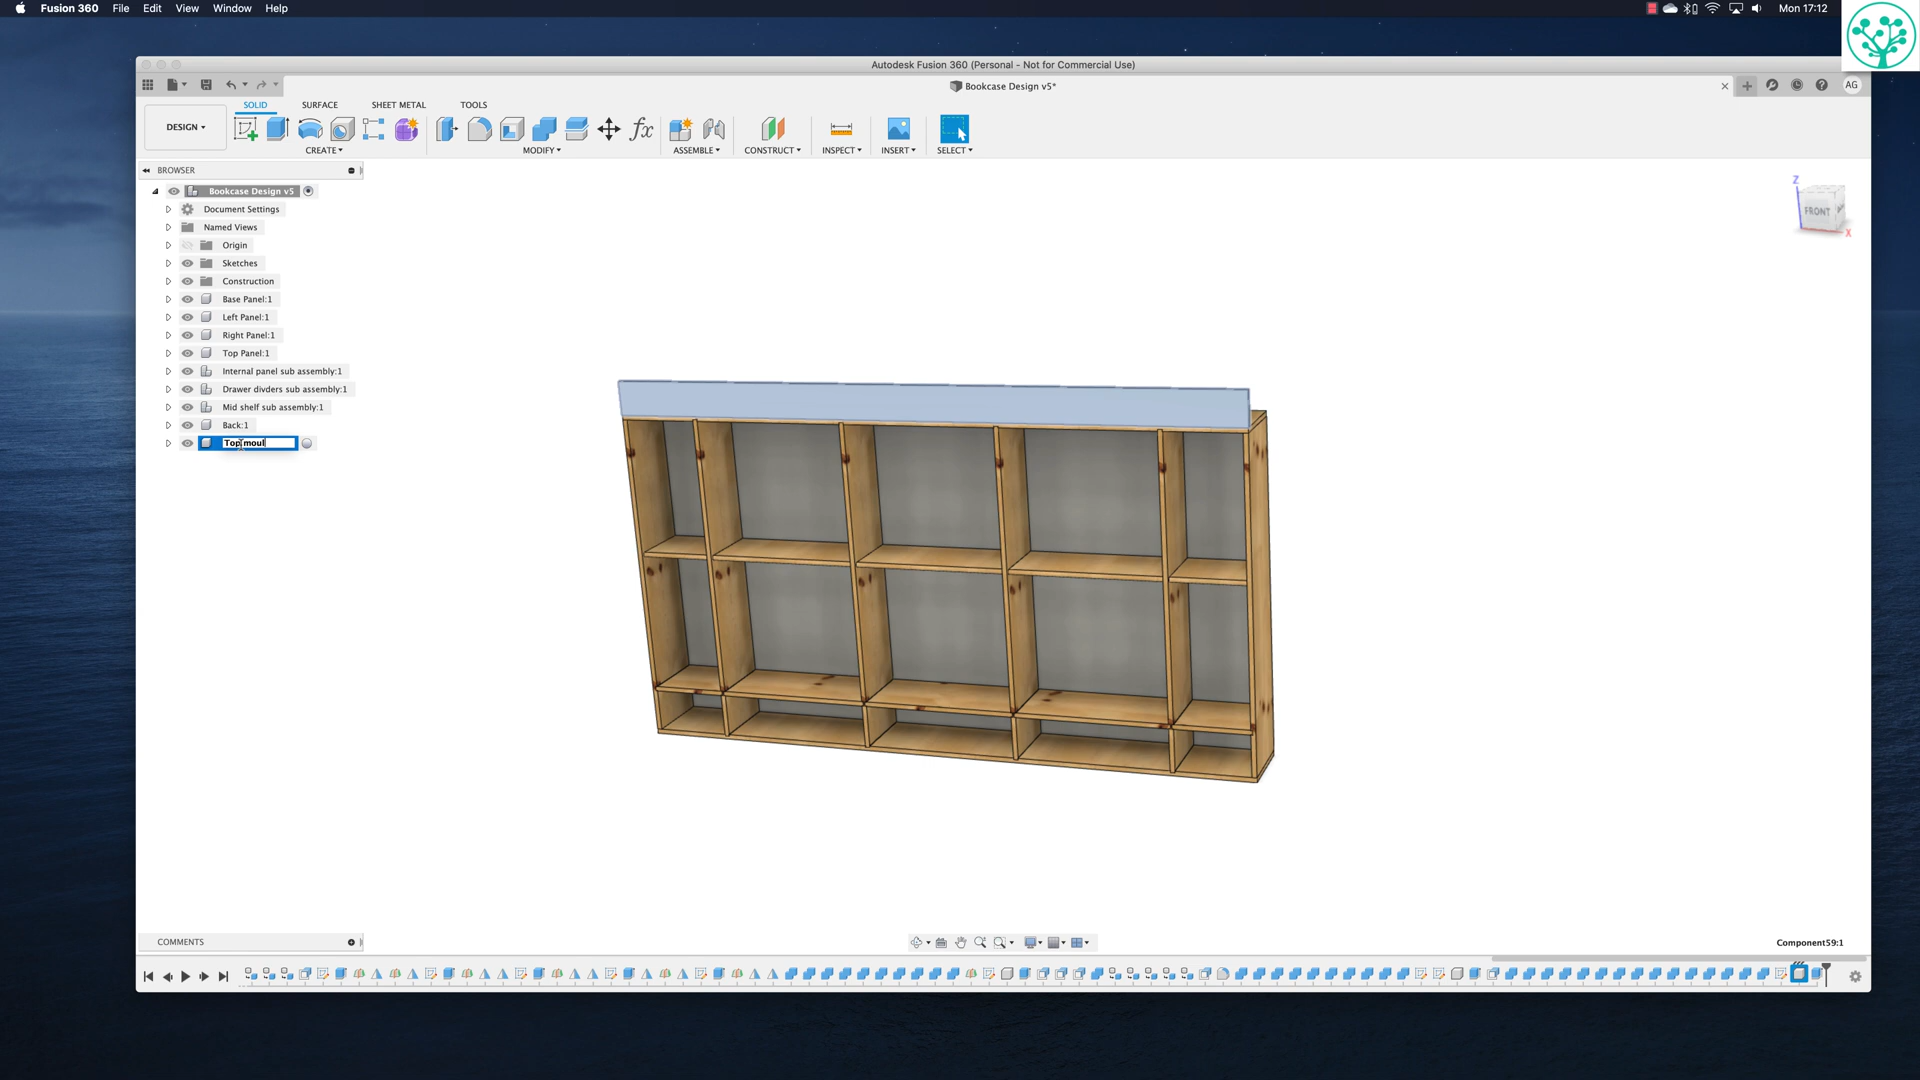 Fusion 360 File Edit View Window Help
Mon 17:12
Autodesk Fusion 360 (Personal - Not for Commercial Use)
Bookcase Design v5*
AG
SOLID SURFACE SHEET METAL TOOLS
DESIGN
CREATE MODIFY ASSEMBLE CONSTRUCT INSPECT INSERT SELECT
BROWSER
Bookcase Design v5
Document Settings
Named Views
Origin
Sketches
Construction
Base Panel:1
Left Panel:1
Right Panel:1
Top Panel:1
Internal panel sub assembly:1
Drawer divders sub assembly:1
Mid shelf sub assembly:1
Back:1
Top moul
Z
FRONT
X
COMMENTS
Component59:1